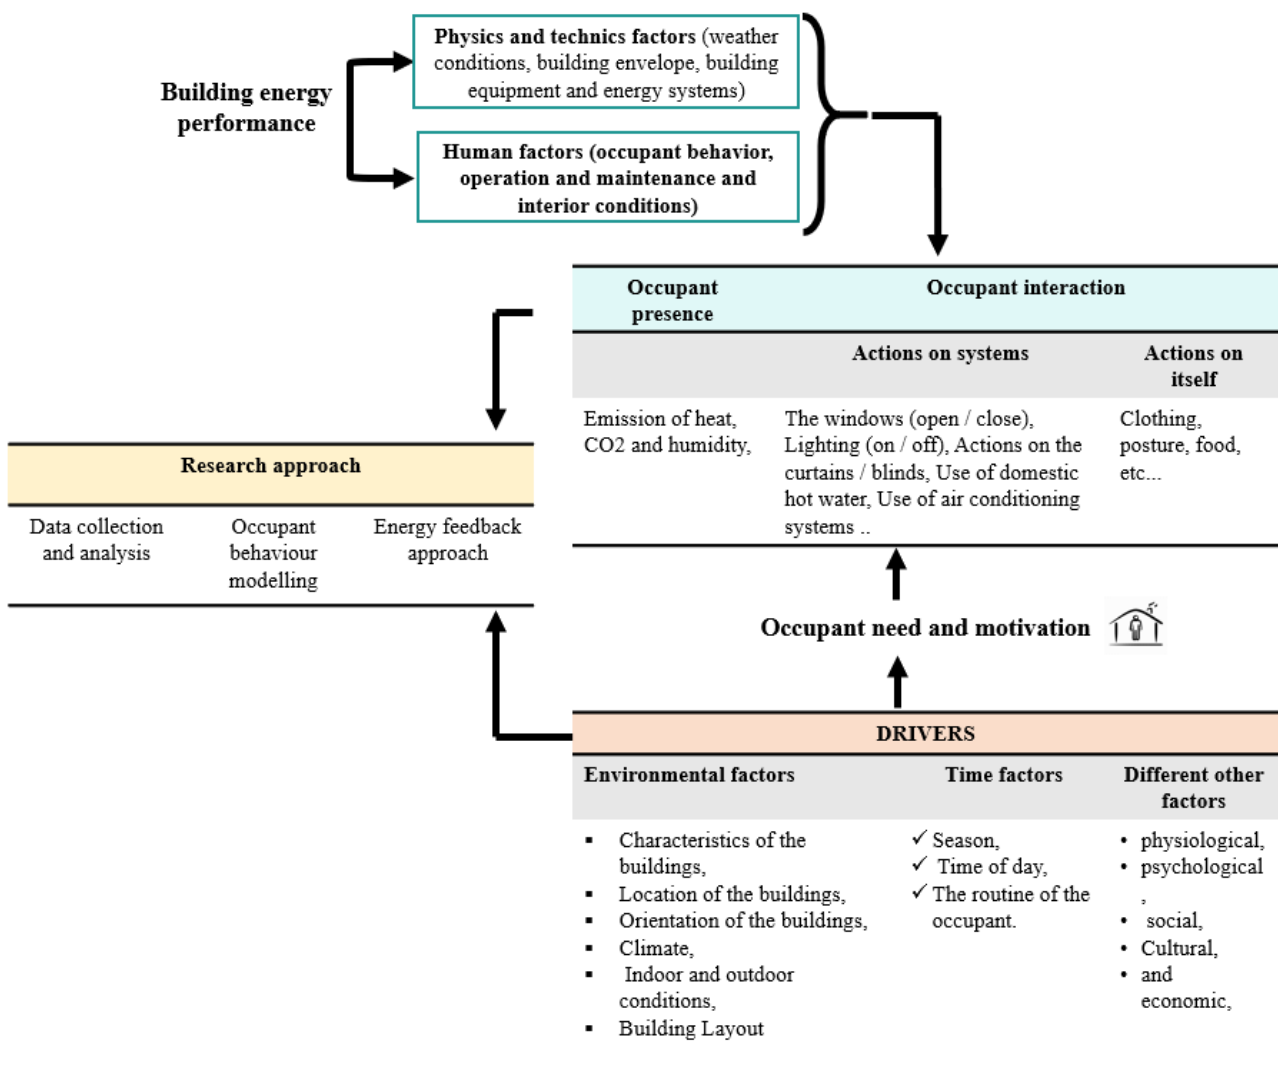 Physics and technics factors (weather
conditions, building envelope, building
equipment and energy systems)
Building energy
performance
Human factors (occupant behavior,
operation and maintenance and
interior conditions)
Occupant
presence
Occupant interaction
Actions on systems
Actions on
itself
Emission of heat,
CO2 and humidity,
The windows (open / close),
Lighting (on / off), Actions on the
curtains / blinds, Use of domestic
hot water, Use of air conditioning
systems ..
Clothing,
posture, food,
etc...
Research approach
Data collection
and analysis
Occupant
behaviour
modelling
Energy feedback
approach
Occupant need and motivation
DRIVERS
Environmental factors
Time factors
Different other
factors
▪ Characteristics of the
buildings,
▪ Location of the buildings,
▪ Orientation of the buildings,
▪ Climate,
▪ Indoor and outdoor
conditions,
▪ Building Layout
✓ Season,
✓ Time of day,
✓ The routine of the
occupant.
• physiological,
• psychological
,
• social,
• Cultural,
• and
economic,